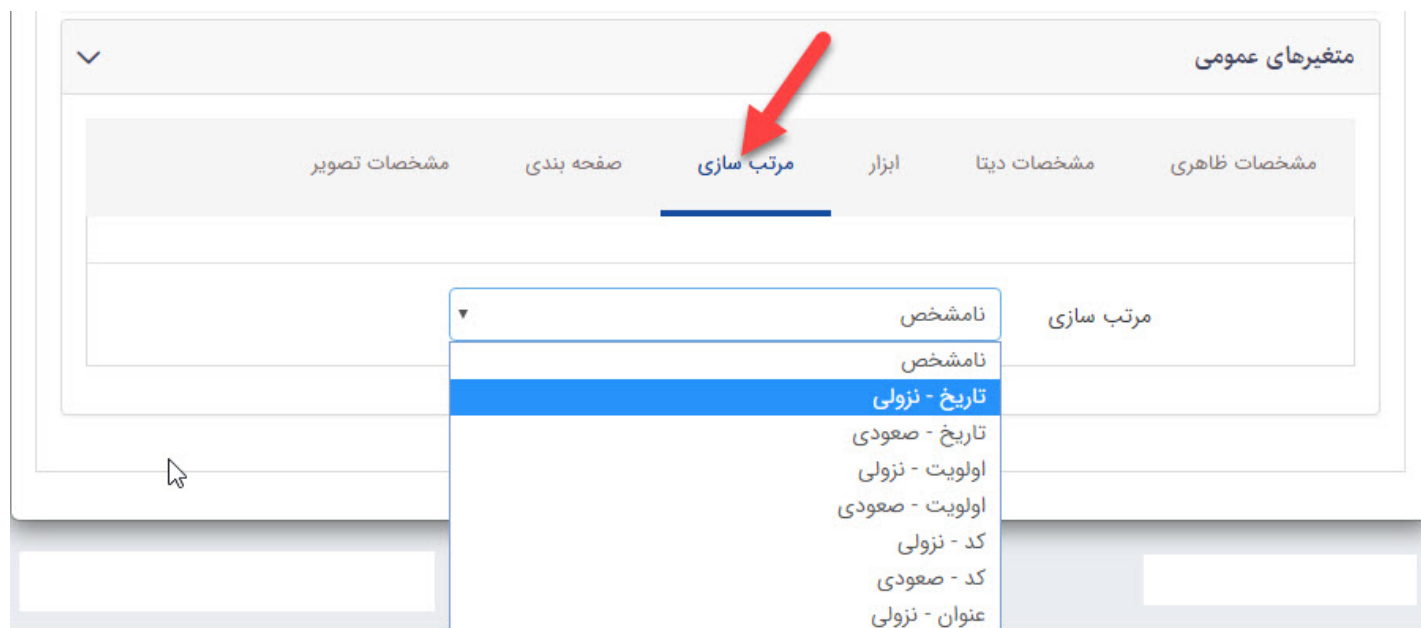 متغیرهای عمومی
مشخصات ظاهری مشخصات دیتا ابزار مرتب سازی صفحه بندی مشخصات تصویر
مرتب سازی نامشخص
نامشخص
تاریخ - نزولی
تاریخ - صعودی
اولویت - نزولی
اولویت - صعودی
کد - نزولی
کد - صعودی
عنوان - نزولی